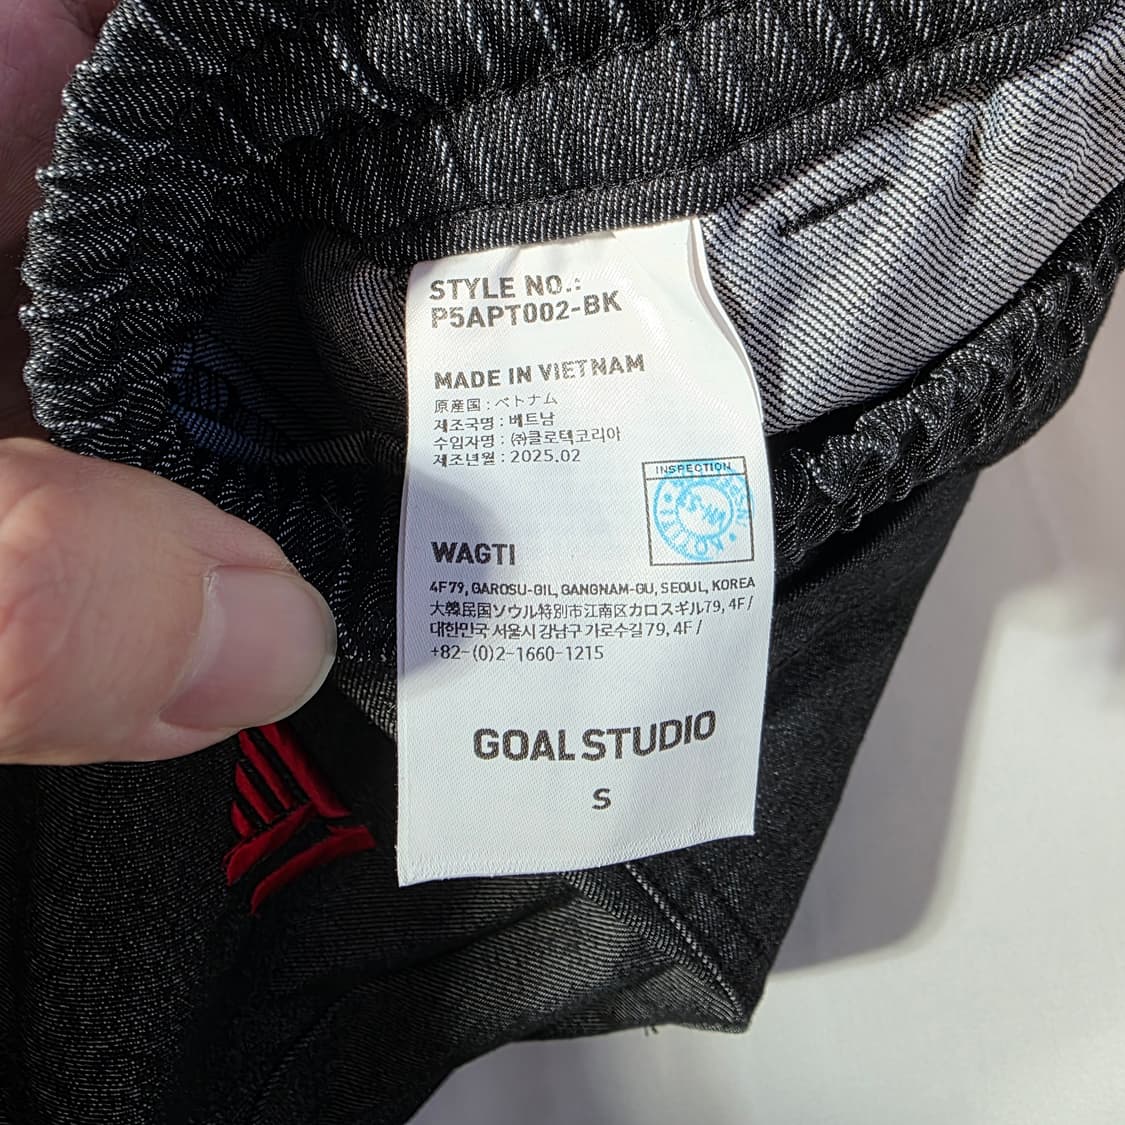 STYLE NO.:
P5APT002-BK
MADE IN VIETNAM
原産国 : ベトナム
제조국명 : 베트남
수입자명 : ㈜클로텍코리아
제조년월 : 2025.02
INSPECTION
WAGTI
4F79, GAROSU-GIL, GANGNAM-GU, SEOUL, KOREA
大韓民国ソウル特別市江南区カロスギル79, 4F /
대한민국 서울시 강남구 가로수길 79, 4F /
+82-(0)2-1660-1215
GOALSTUDIO
S